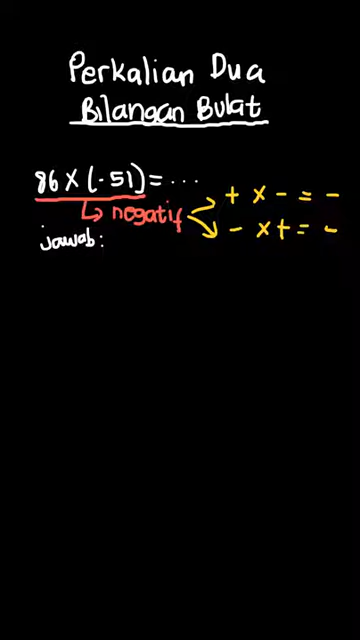 Perkalian Dua
Bilangan Bulat
86 × (-51) = ...
↳ negatif
+ × - = -
- × + = -
jawab: